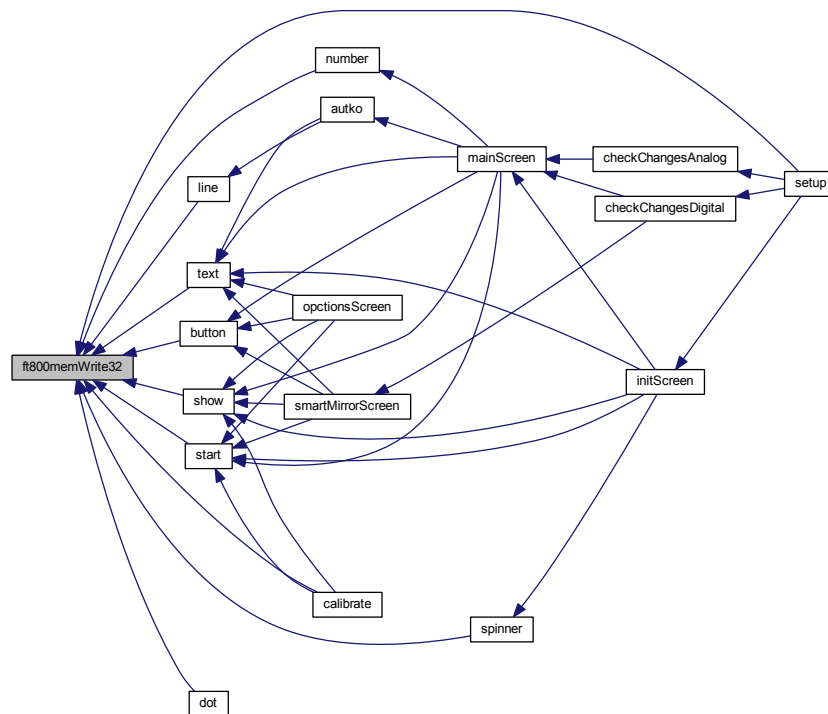 number
autko
mainScreen
checkChangesAnalog
setup
line
checkChangesDigital
text
opctionsScreen
button
ft800memWrite32
initScreen
show
smartMirrorScreen
start
calibrate
spinner
dot